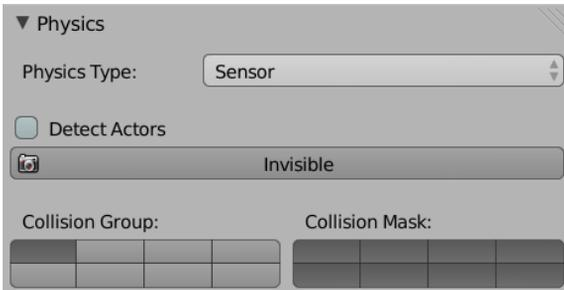 Physics
Physics Type: Sensor
Detect Actors
Invisible
Collision Group: Collision Mask: